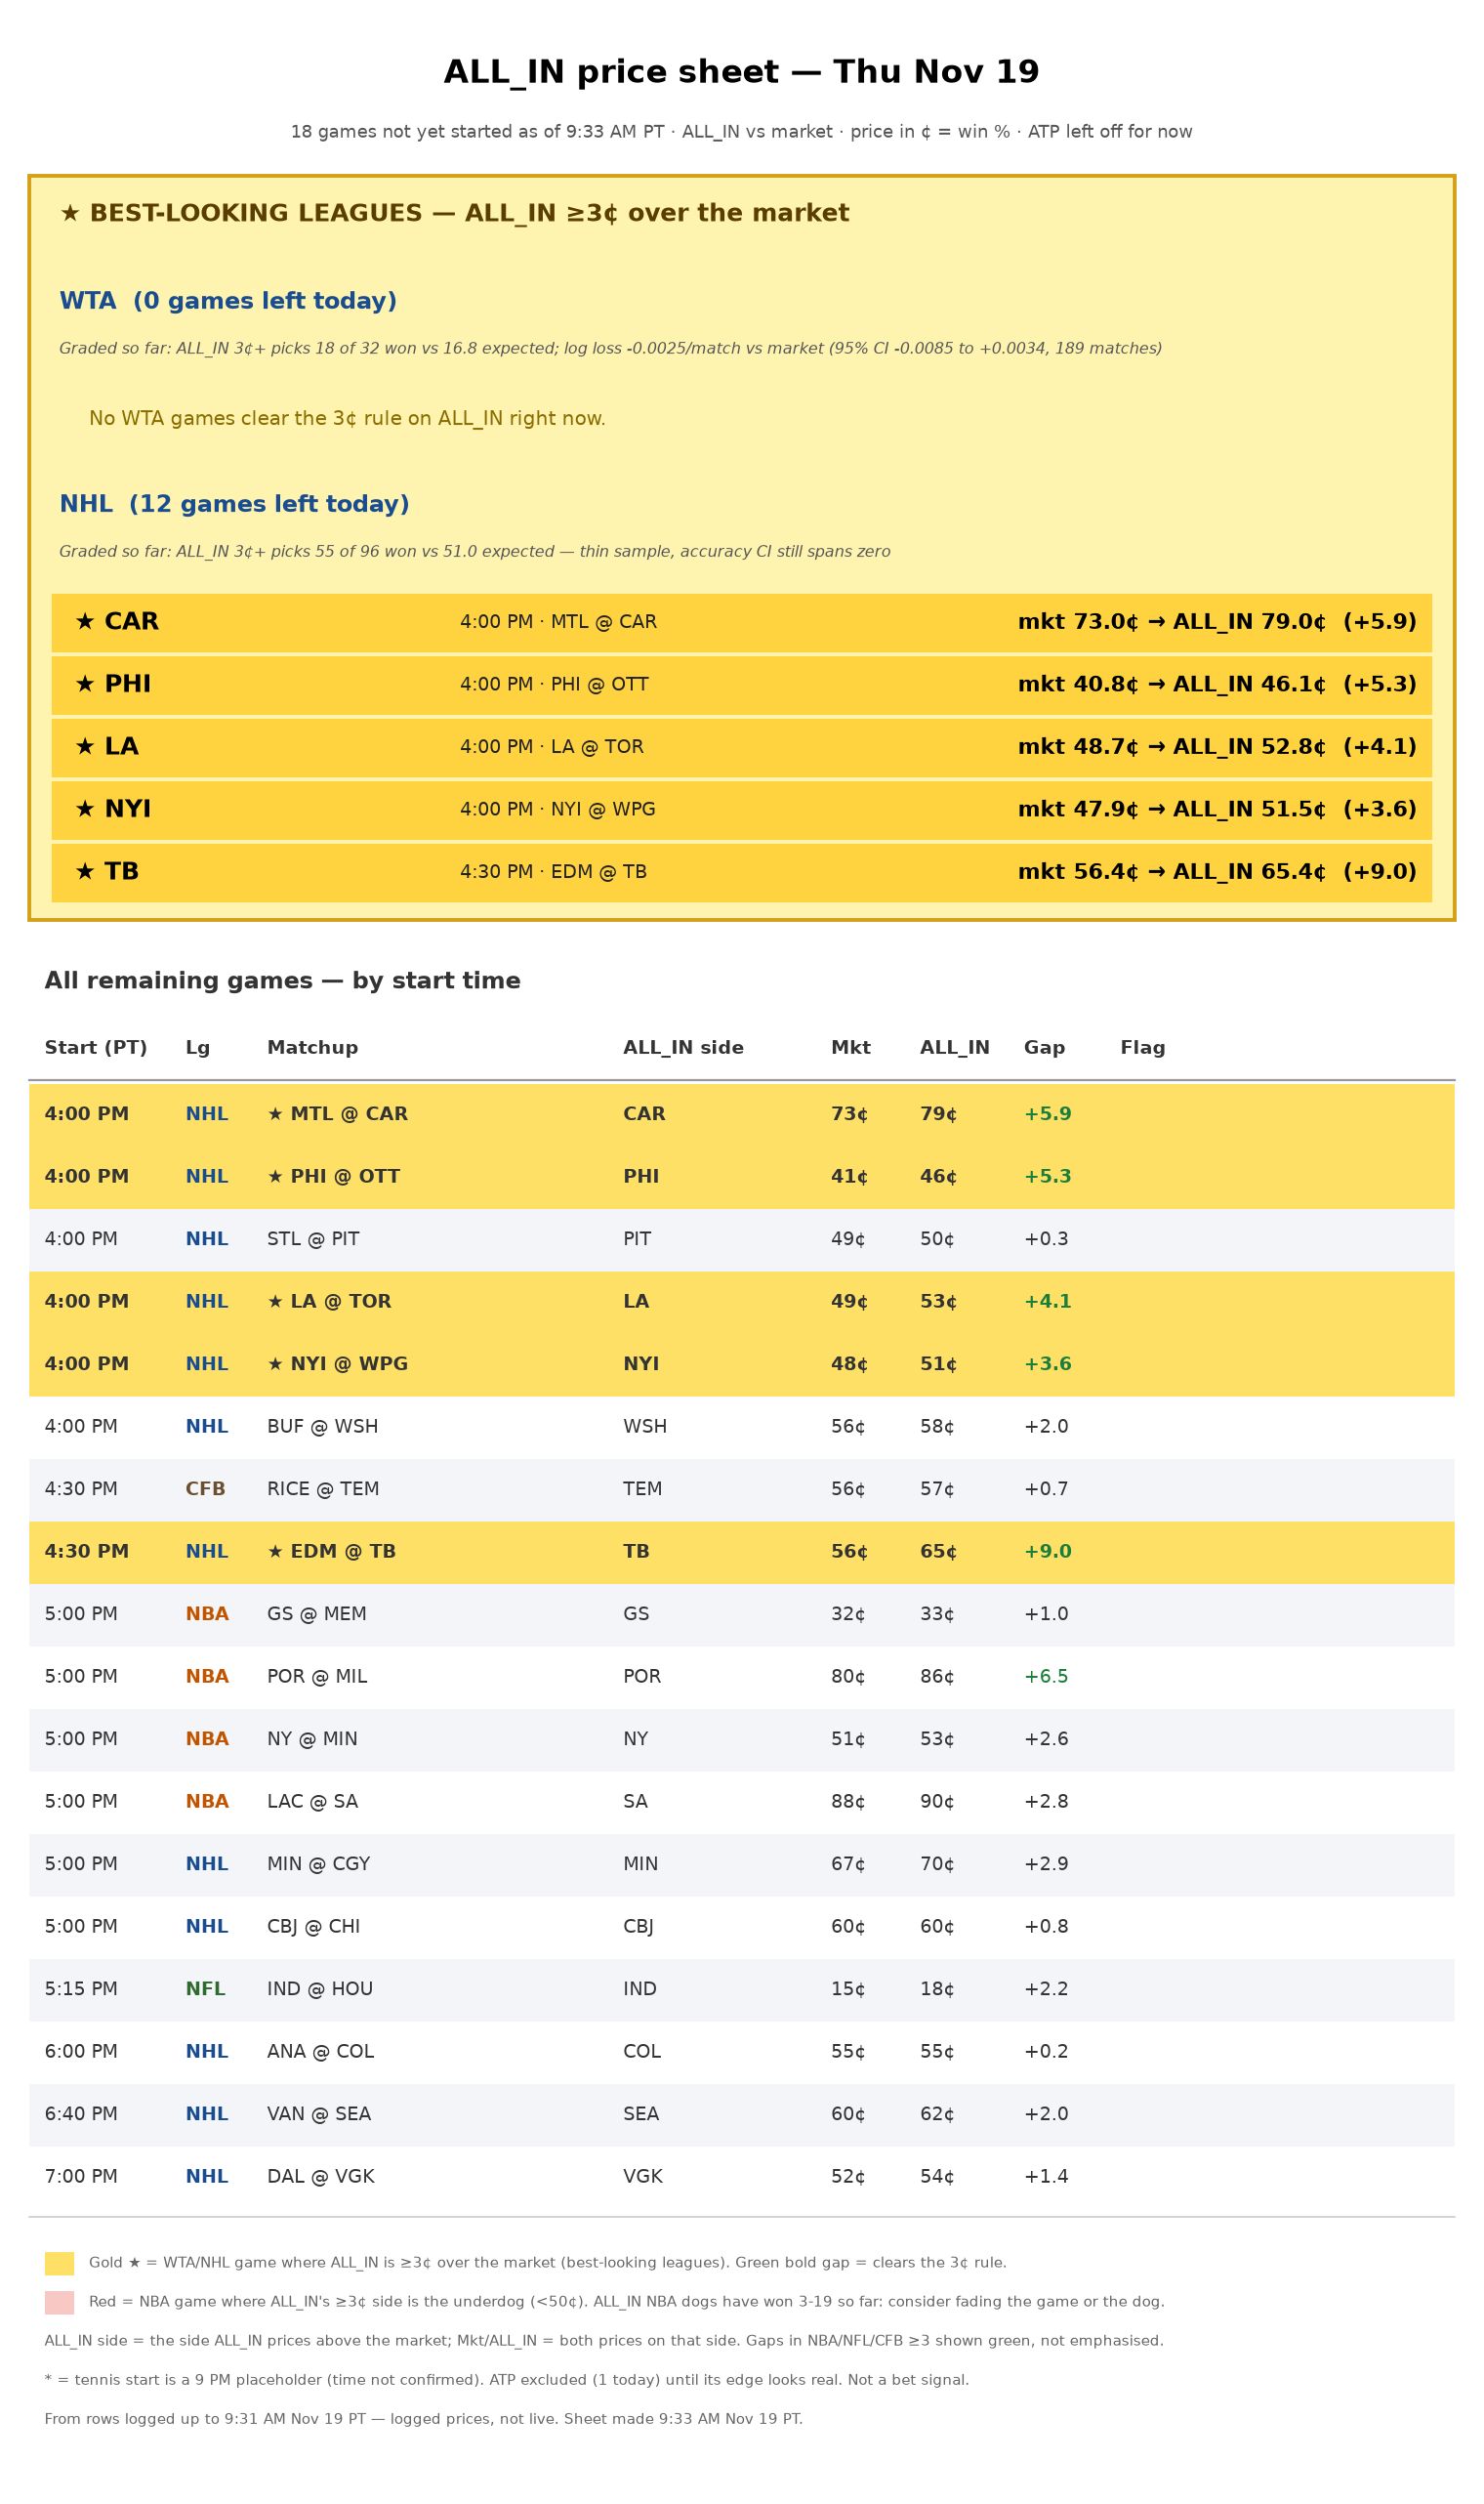 ALL_IN price sheet — Thu Nov 19
18 games not yet started as of 9:33 AM PT · ALL_IN vs market · price in ¢ = win % · ATP left off for now
★ BEST-LOOKING LEAGUES — ALL_IN ≥3¢ over the market
WTA (0 games left today)
Graded so far: ALL_IN 3¢+ picks 18 of 32 won vs 16.8 expected; log loss -0.0025/match vs market (95% CI -0.0085 to +0.0034, 189 matches)
No WTA games clear the 3¢ rule on ALL_IN right now.
NHL (12 games left today)
Graded so far: ALL_IN 3¢+ picks 55 of 96 won vs 51.0 expected — thin sample, accuracy CI still spans zero
★ CAR 4:00 PM · MTL @ CAR mkt 73.0¢ → ALL_IN 79.0¢ (+5.9)
★ PHI 4:00 PM · PHI @ OTT mkt 40.8¢ → ALL_IN 46.1¢ (+5.3)
★ LA 4:00 PM · LA @ TOR mkt 48.7¢ → ALL_IN 52.8¢ (+4.1)
★ NYI 4:00 PM · NYI @ WPG mkt 47.9¢ → ALL_IN 51.5¢ (+3.6)
★ TB 4:30 PM · EDM @ TB mkt 56.4¢ → ALL_IN 65.4¢ (+9.0)
All remaining games — by start time
Start (PT) Lg Matchup ALL_IN side Mkt ALL_IN Gap Flag
4:00 PM NHL ★ MTL @ CAR CAR 73¢ 79¢ +5.9
4:00 PM NHL ★ PHI @ OTT PHI 41¢ 46¢ +5.3
4:00 PM NHL STL @ PIT PIT 49¢ 50¢ +0.3
4:00 PM NHL ★ LA @ TOR LA 49¢ 53¢ +4.1
4:00 PM NHL ★ NYI @ WPG NYI 48¢ 51¢ +3.6
4:00 PM NHL BUF @ WSH WSH 56¢ 58¢ +2.0
4:30 PM CFB RICE @ TEM TEM 56¢ 57¢ +0.7
4:30 PM NHL ★ EDM @ TB TB 56¢ 65¢ +9.0
5:00 PM NBA GS @ MEM GS 32¢ 33¢ +1.0
5:00 PM NBA POR @ MIL POR 80¢ 86¢ +6.5
5:00 PM NBA NY @ MIN NY 51¢ 53¢ +2.6
5:00 PM NBA LAC @ SA SA 88¢ 90¢ +2.8
5:00 PM NHL MIN @ CGY MIN 67¢ 70¢ +2.9
5:00 PM NHL CBJ @ CHI CBJ 60¢ 60¢ +0.8
5:15 PM NFL IND @ HOU IND 15¢ 18¢ +2.2
6:00 PM NHL ANA @ COL COL 55¢ 55¢ +0.2
6:40 PM NHL VAN @ SEA SEA 60¢ 62¢ +2.0
7:00 PM NHL DAL @ VGK VGK 52¢ 54¢ +1.4
Gold ★ = WTA/NHL game where ALL_IN is ≥3¢ over the market (best-looking leagues). Green bold gap = clears the 3¢ rule.
Red = NBA game where ALL_IN's ≥3¢ side is the underdog (<50¢). ALL_IN NBA dogs have won 3-19 so far: consider fading the game or the dog.
ALL_IN side = the side ALL_IN prices above the market; Mkt/ALL_IN = both prices on that side. Gaps in NBA/NFL/CFB ≥3 shown green, not emphasised.
* = tennis start is a 9 PM placeholder (time not confirmed). ATP excluded (1 today) until its edge looks real. Not a bet signal.
From rows logged up to 9:31 AM Nov 19 PT — logged prices, not live. Sheet made 9:33 AM Nov 19 PT.